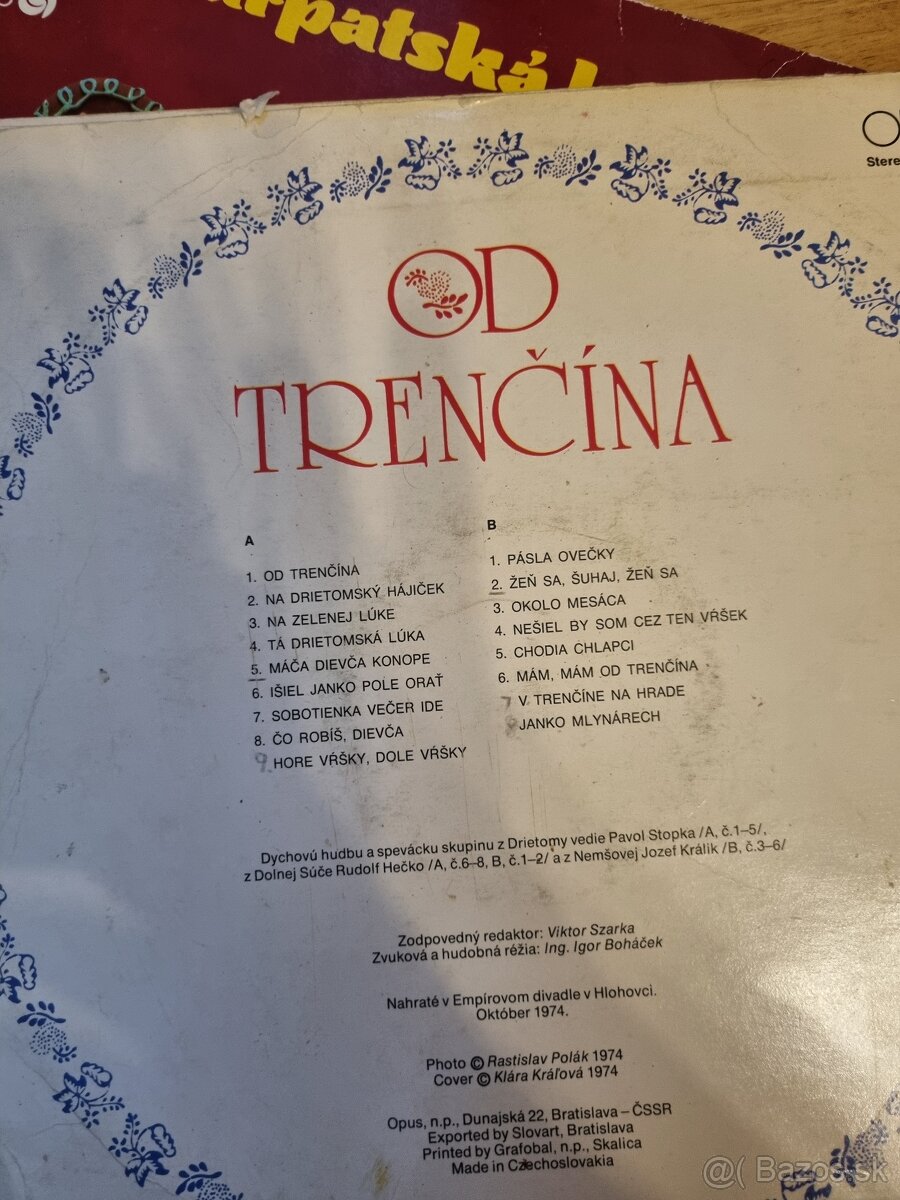 Stereo
OD
TRENČÍNA
A
1. OD TRENČÍNA
2. NA DRIETOMSKÝ HÁJIČEK
3. NA ZELENEJ LÚKE
4. TÁ DRIETOMSKÁ LÚKA
5. MÁČA DIEVČA KONOPE
6. IŠIEL JANKO POLE ORAŤ
7. SOBOTIENKA VEČER IDE
8. ČO ROBÍŠ, DIEVČA
9. HORE VŔŠKY, DOLE VŔŠKY
B
1. PÁSLA OVEČKY
2. ŽEŇ SA, ŠUHAJ, ŽEŇ SA
3. OKOLO MESÁCA
4. NEŠIEL BY SOM CEZ TEN VŔŠEK
5. CHODIA CHLAPCI
6. MÁM, MÁM OD TRENČÍNA
7 V TRENČÍNE NA HRADE
8 JANKO MLYNÁRECH
Dychovú hudbu a spevácku skupinu z Drietomy vedie Pavol Stopka /A, č.1–5/,
z Dolnej Súče Rudolf Hečko /A, č.6–8, B, č.1–2/ a z Nemšovej Jozef Králik /B, č.3–6/
Zodpovedný redaktor: Viktor Szarka
Zvuková a hudobná réžia: Ing. Igor Boháček
Nahraté v Empírovom divadle v Hlohovci.
Október 1974.
Photo © Rastislav Polák 1974
Cover © Klára Kráľová 1974
Opus, n.p., Dunajská 22, Bratislava – ČSSR
Exported by Slovart, Bratislava
Printed by Grafobal, n.p., Skalica
Made in Czechoslovakia
Bazos.sk